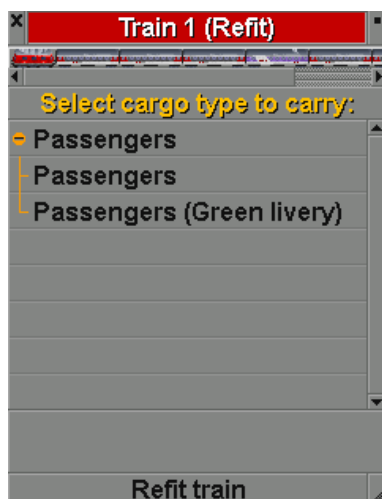 Train 1 (Refit)
Select cargo type to carry:
Passengers
Passengers
Passengers (Green livery)
Refit train